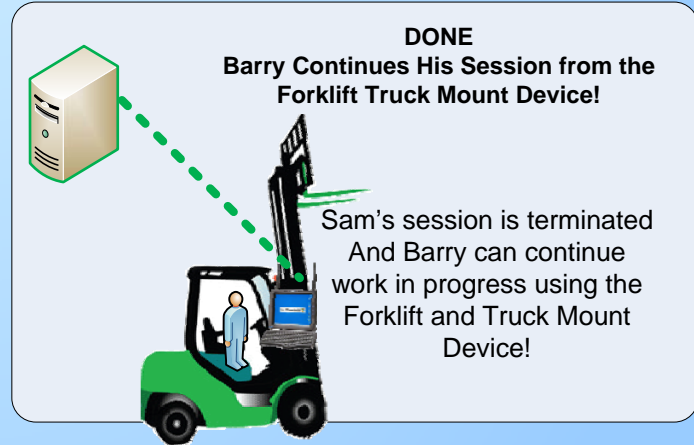 DONE
Barry Continues His Session from the
Forklift Truck Mount Device!
Sam's session is terminated
And Barry can continue
work in progress using the
Forklift and Truck Mount
Device!